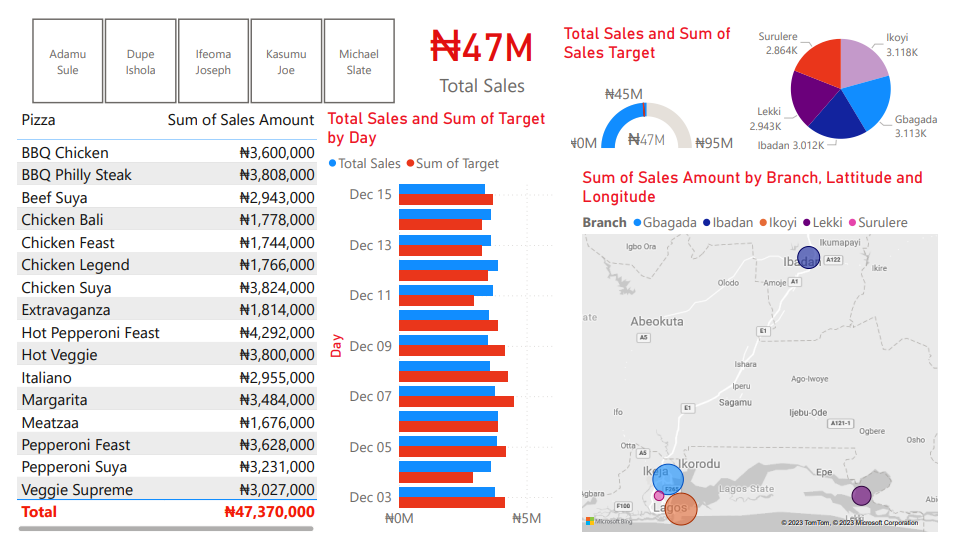 Adamu
Sule
Dupe
Ishola
Ifeoma
Joseph
Kasumu
Joe
Michael
Slate
₦47M
Total Sales
Pizza Sum of Sales Amount
BBQ Chicken ₦3,600,000
BBQ Philly Steak ₦3,808,000
Beef Suya ₦2,943,000
Chicken Bali ₦1,778,000
Chicken Feast ₦1,744,000
Chicken Legend ₦1,766,000
Chicken Suya ₦3,824,000
Extravaganza ₦1,814,000
Hot Pepperoni Feast ₦4,292,000
Hot Veggie ₦3,800,000
Italiano ₦2,955,000
Margarita ₦3,484,000
Meatzaa ₦1,676,000
Pepperoni Feast ₦3,628,000
Pepperoni Suya ₦3,231,000
Veggie Supreme ₦3,027,000
Total ₦47,370,000
Total Sales and Sum of Target
by Day
Total Sales Sum of Target
Day
Dec 15
Dec 13
Dec 11
Dec 09
Dec 07
Dec 05
Dec 03
₦0M ₦5M
Total Sales and Sum of
Sales Target
₦45M
₦0M ₦47M ₦95M
Surulere
2.864K
Ikoyi
3.118K
Gbagada
3.113K
Ibadan 3.012K
Lekki
2.943K
Sum of Sales Amount by Branch, Lattitude and
Longitude
Branch Gbagada Ibadan Ikoyi Lekki Surulere
Igbo Ora
Ikumapayi
Ibadan
A122
Ikire
Olodo
Amoje
A1
ate
Abeokuta
A5
E1
Ishara
Iperu
Ago-Iwoye
Ifo
E1
Sagamu
Ijebu-Ode
A121-1
Ogbere
Osho
Otta
A5
Ikeja
Ikorodu
Epe
Agbara
F100
Lagos State
Lagos
Abi
Microsoft Bing
© 2023 TomTom, © 2023 Microsoft Corporation